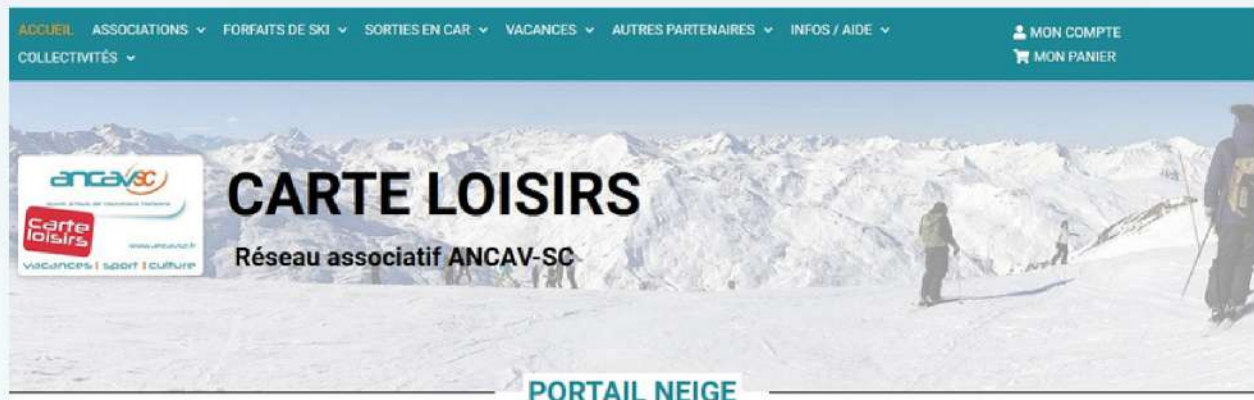 ACCUEIL ASSOCIATIONS FORFAITS DE SKI SORTIES EN CAR VACANCES AUTRES PARTENAIRES INFOS / AIDE
COLLECTIVITÉS
MON COMPTE
MON PANIER
ancavsc
Carte
loisirs
www.ancavsc.fr
vacances | sport | culture
CARTE LOISIRS
Réseau associatif ANCAV-SC
PORTAIL NEIGE